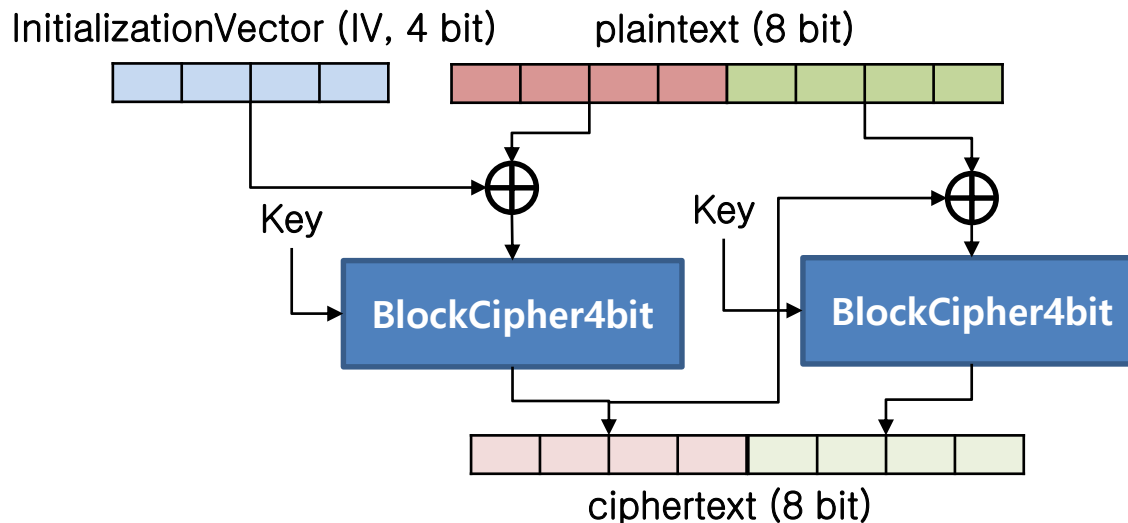 InitializationVector (IV, 4 bit)
plaintext (8 bit)
Key
Key
BlockCipher4bit
BlockCipher4bit
ciphertext (8 bit)